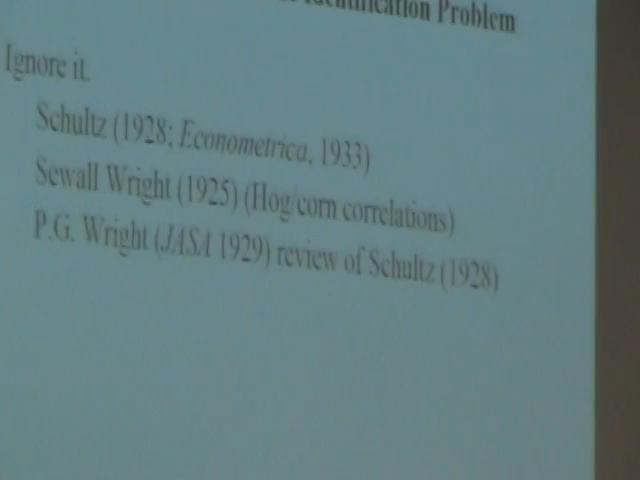 Identification Problem
Ignore it.
Schultz (1928; Econometrica, 1933)
Sewall Wright (1925) (Hog/corn correlations)
P.G. Wright (JASA 1929) review of Schultz (1928)